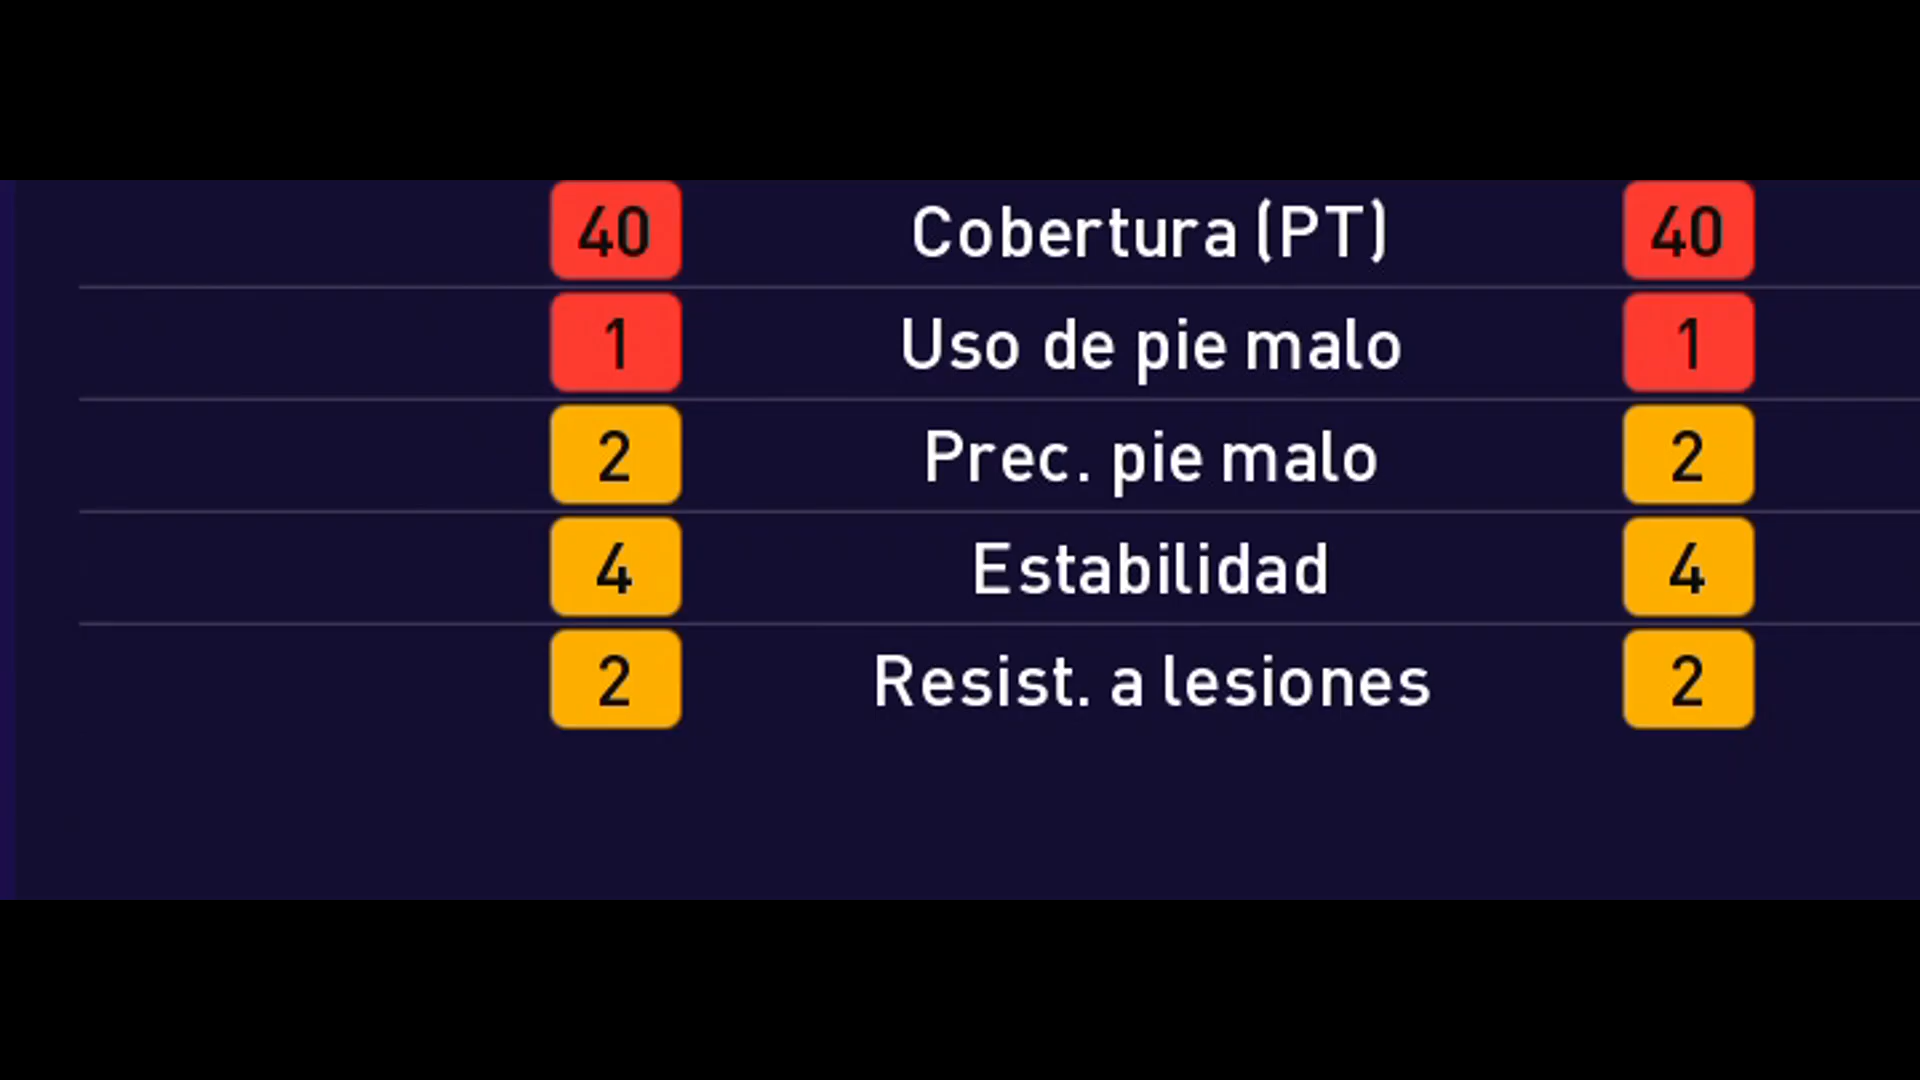 40 Cobertura (PT) 40
1 Uso de pie malo 1
2 Prec. pie malo 2
4 Estabilidad 4
2 Resist. a lesiones 2